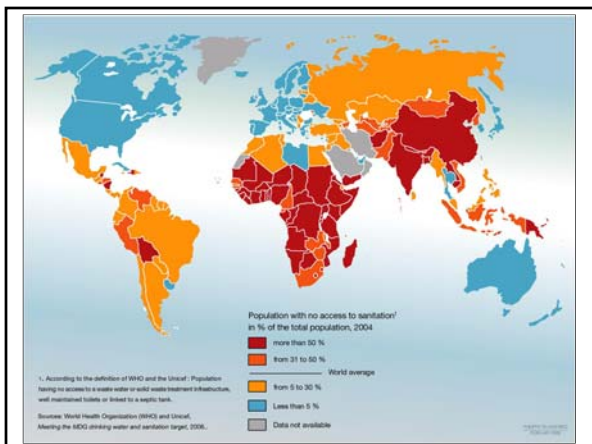 Population with no access to sanitation¹
in % of the total population, 2004
more than 50 %
from 31 to 50 %
World average
from 5 to 30 %
Less than 5 %
Data not available
1. According to the definition of WHO and the Unicef : Population
having no access to a waste water or solid waste treatment infrastructure,
well maintained toilets or linked to a septic tank.
Sources: World Health Organization (WHO) and Unicef,
Meeting the MDG drinking water and sanitation target, 2006..